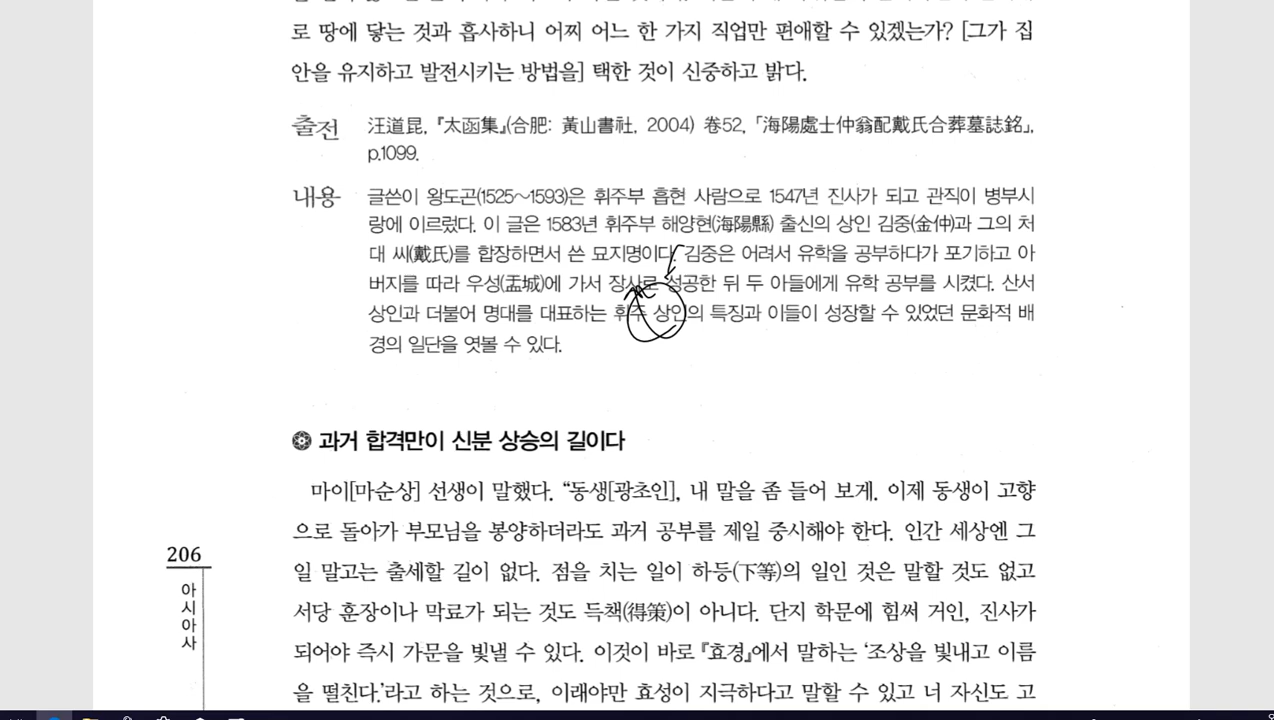 로 땅에 닿는 것과 흡사하니 어찌 어느 한 가지 직업만 편애할 수 있겠는가? [그가 집
안을 유지하고 발전시키는 방법을] 택한 것이 신중하고 밝다.
출전 汪道昆, 『太函集』(合肥: 黃山書社, 2004) 卷52, 「海陽處士仲翁配戴氏合葬墓誌銘」,
p.1099.
내용 글쓴이 왕도곤(1525~1593)은 휘주부 흡현 사람으로 1547년 진사가 되고 관직이 병부시
랑에 이르렀다. 이 글은 1583년 휘주부 해양현(海陽縣) 출신의 상인 김중(金仲)과 그의 처
대 씨(戴氏)를 합장하면서 쓴 묘지명이다. 김중은 어려서 유학을 공부하다가 포기하고 아
버지를 따라 우성(盂城)에 가서 장사로 성공한 뒤 두 아들에게 유학 공부를 시켰다. 산서
상인과 더불어 명대를 대표하는 휘주 상인의 특징과 이들이 성장할 수 있었던 문화적 배
경의 일단을 엿볼 수 있다.
과거 합격만이 신분 상승의 길이다
마이[마순상] 선생이 말했다. “동생[광초인], 내 말을 좀 들어 보게. 이제 동생이 고향
으로 돌아가 부모님을 봉양하더라도 과거 공부를 제일 중시해야 한다. 인간 세상엔 그
일 말고는 출세할 길이 없다. 점을 치는 일이 하등(下等)의 일인 것은 말할 것도 없고
서당 훈장이나 막료가 되는 것도 득책(得策)이 아니다. 단지 학문에 힘써 거인, 진사가
되어야 즉시 가문을 빛낼 수 있다. 이것이 바로 『효경』에서 말하는 ‘조상을 빛내고 이름
을 떨친다.’라고 하는 것으로, 이래야만 효성이 지극하다고 말할 수 있고 너 자신도 고
206
아시아사